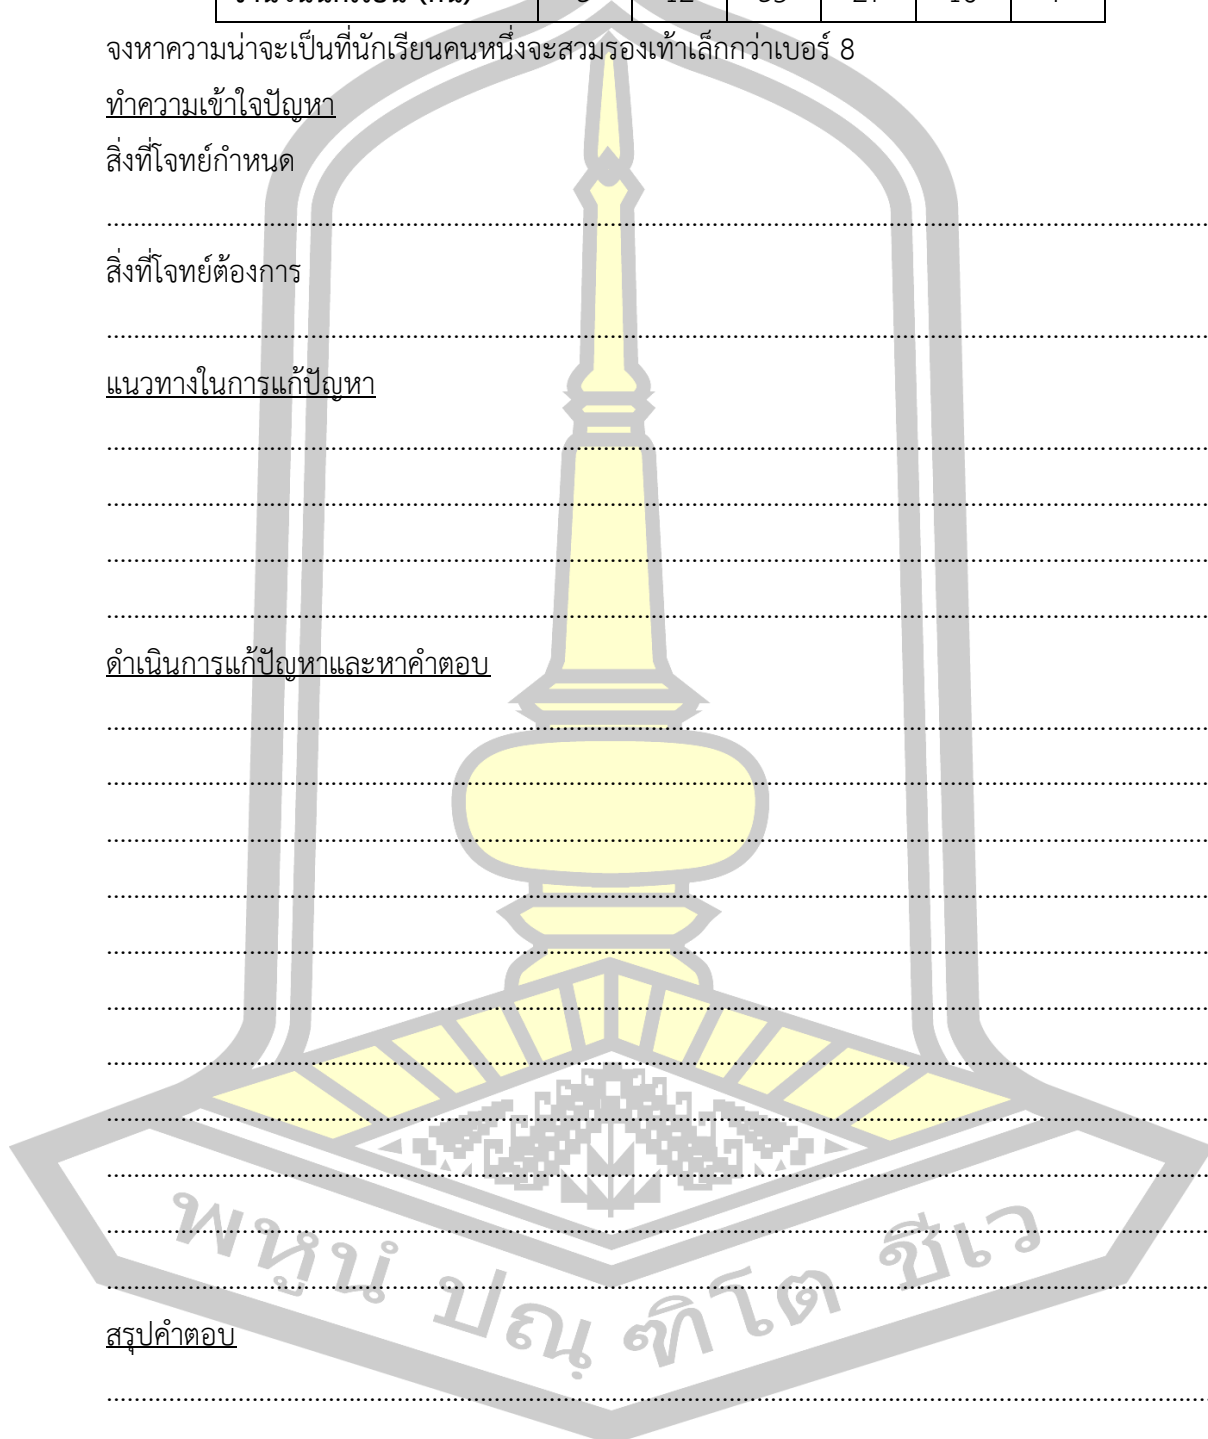 จงหาความน่าจะเป็นที่นักเรียนคนหนึ่งจะสวมรองเท้าเล็กกว่าเบอร์ 8
ทำความเข้าใจปัญหา
สิ่งที่โจทย์กำหนด
สิ่งที่โจทย์ต้องการ
แนวทางในการแก้ปัญหา
ดำเนินการแก้ปัญหาและหาคำตอบ
พหูนํ ปณฺฑิโต ชีเว
สรุปคำตอบ